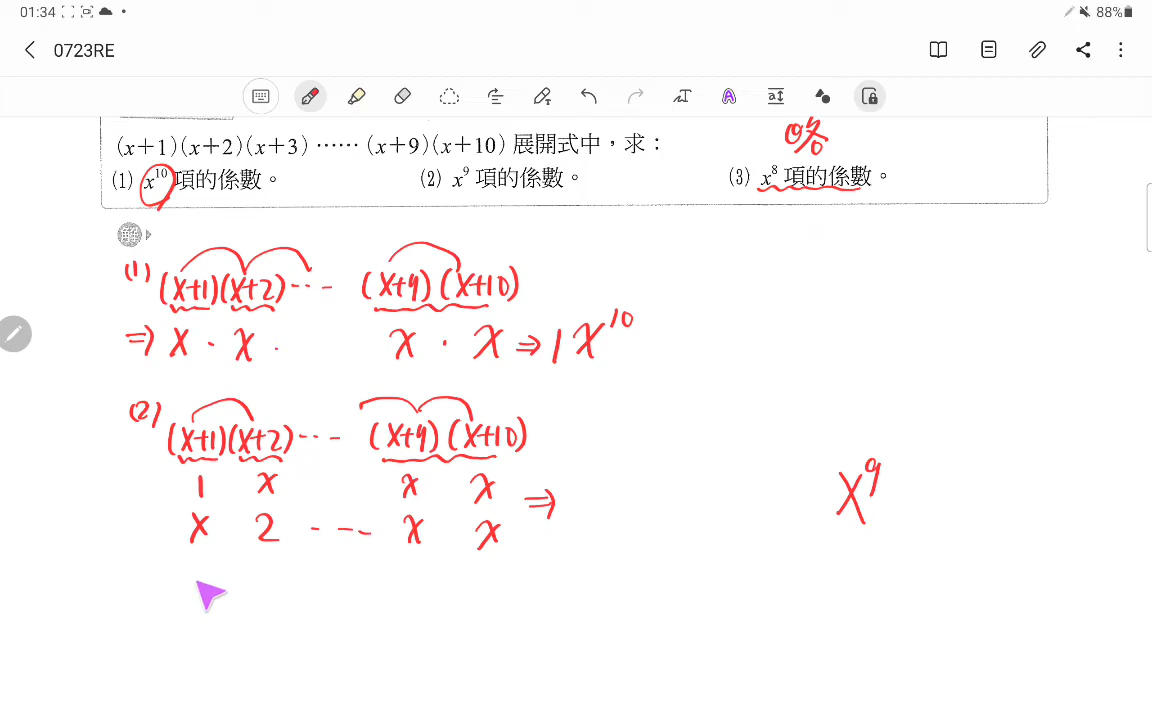 01:34 88%
0723RE
(x+1)(x+2)(x+3)⋯⋯(x+9)(x+10)展開式中，求：
略
(1) x¹⁰ 項的係數。 (2) x⁹ 項的係數。 (3) x⁸ 項的係數。
解
(1) (x+1)(x+2)⋯ (x+9)(x+10)
⇒ x · x · x · x ⇒ 1x¹⁰
(2) (x+1)(x+2)⋯ (x+9)(x+10)
1 x x x ⇒ x⁹
x 2 ⋯ x x